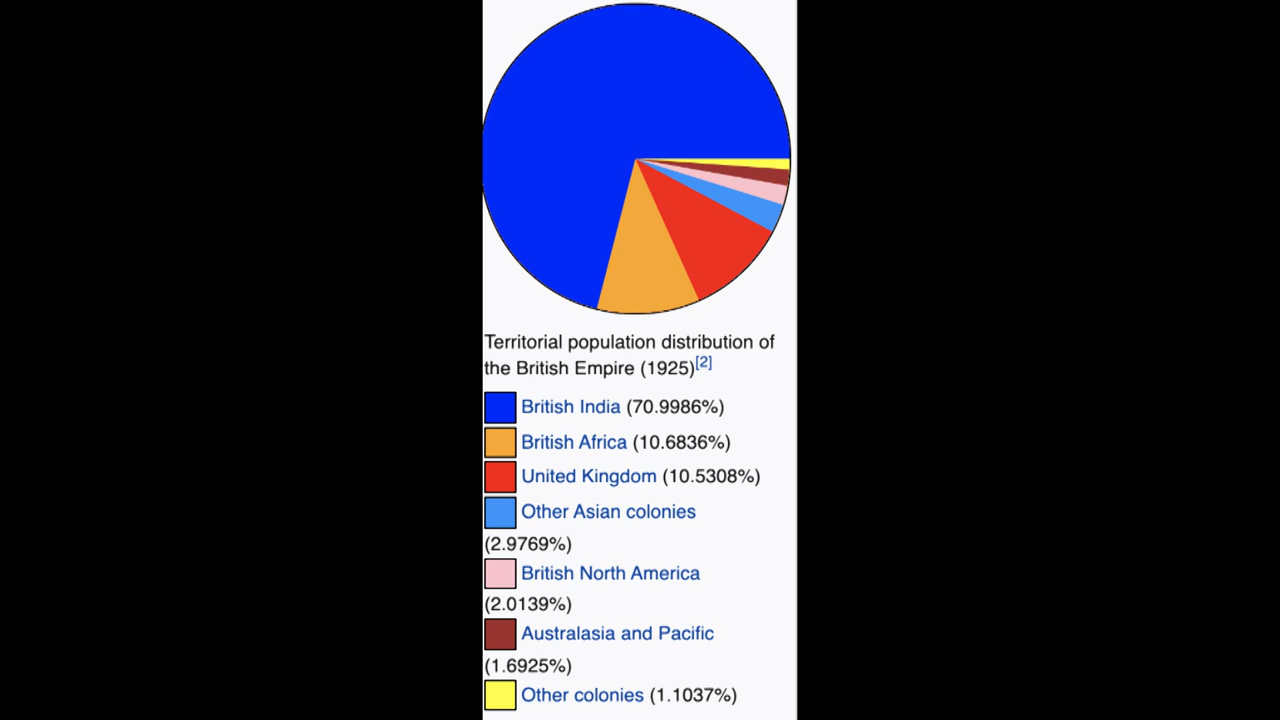 Territorial population distribution of
the British Empire (1925)[2]
British India (70.9986%)
British Africa (10.6836%)
United Kingdom (10.5308%)
Other Asian colonies
(2.9769%)
British North America
(2.0139%)
Australasia and Pacific
(1.6925%)
Other colonies (1.1037%)